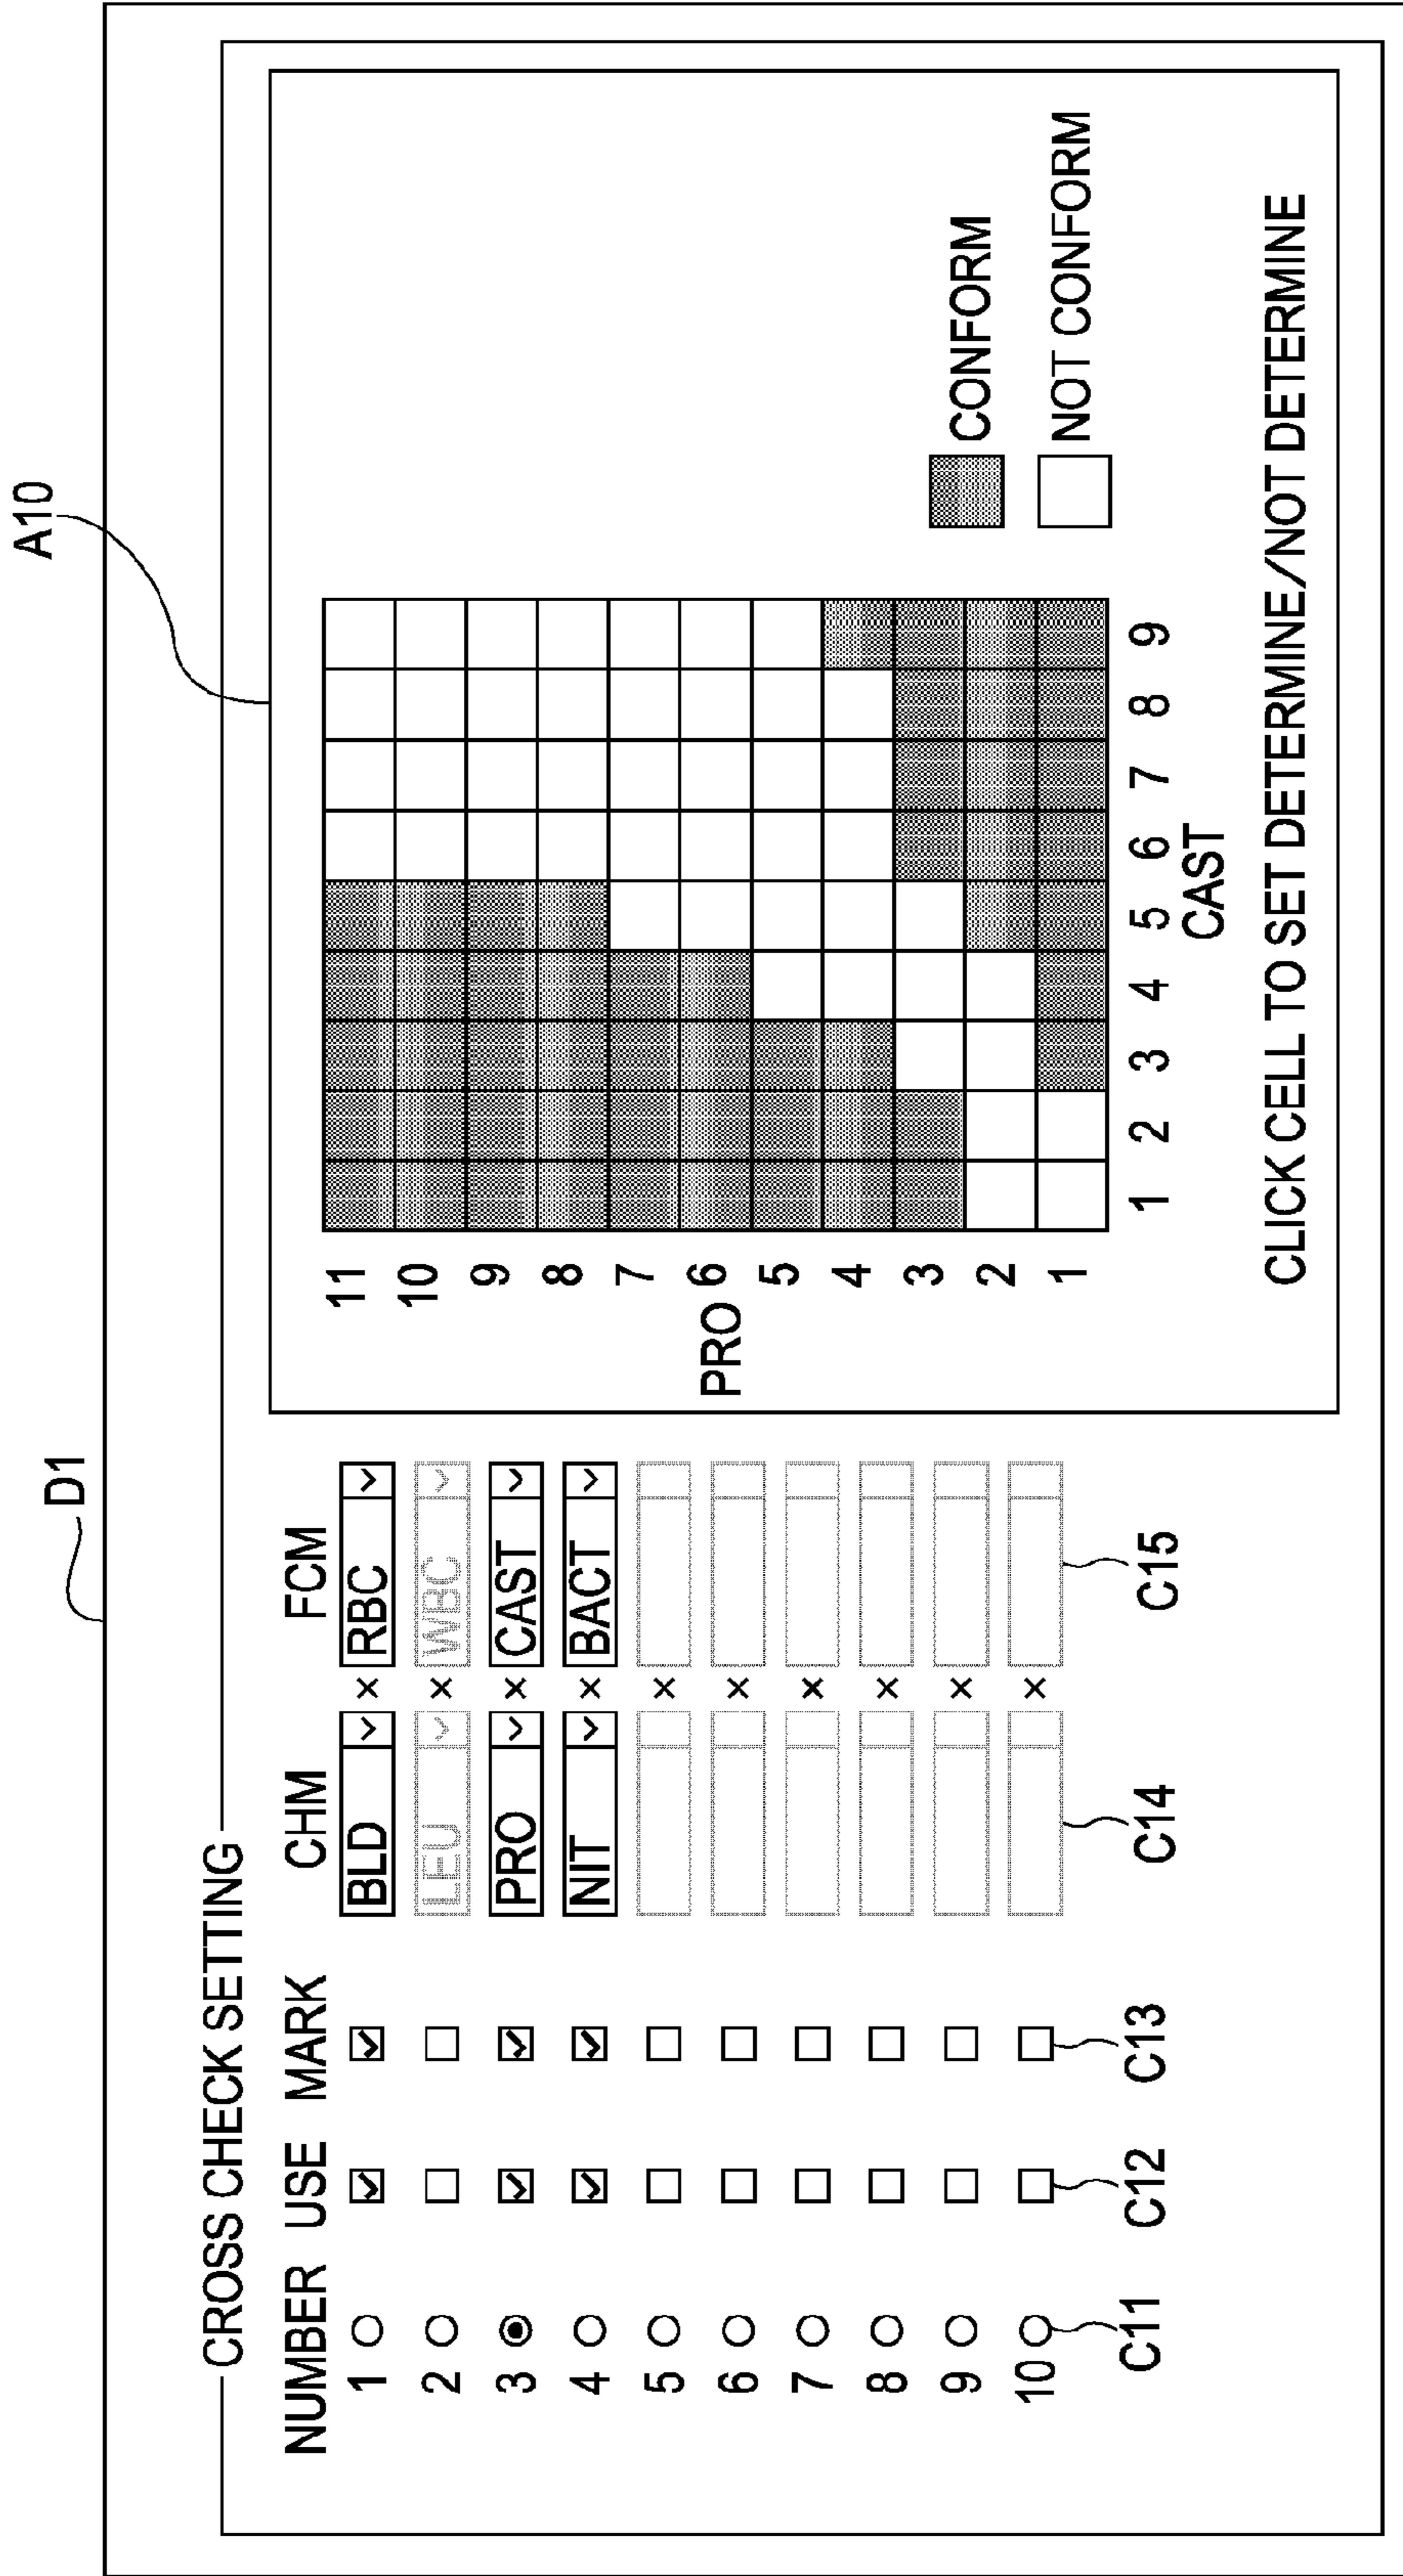 D1
A10
CROSS CHECK SETTING
NUMBER USE MARK CHM FCM
1 BLD × RBC
2 LEU × WBC
3 PRO × CAST
4 NIT × BACT
5 ×
6 ×
7 ×
8 ×
9 ×
10 ×
C11 C12 C13 C14 C15
11
10
9
8
7
PRO 6
5
4
3
2
1
1 2 3 4 5 6 7 8 9
CAST
CONFORM
NOT CONFORM
CLICK CELL TO SET DETERMINE/NOT DETERMINE